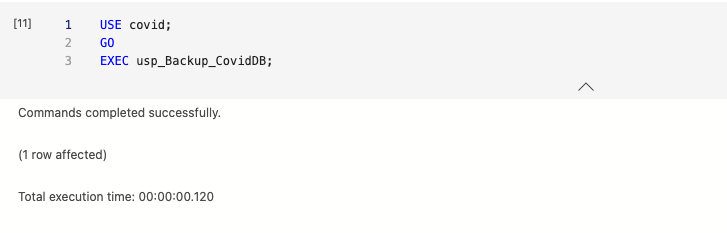 [11] 1 USE covid;
2 GO
3 EXEC usp_Backup_CovidDB;
Commands completed successfully.
(1 row affected)
Total execution time: 00:00:00.120